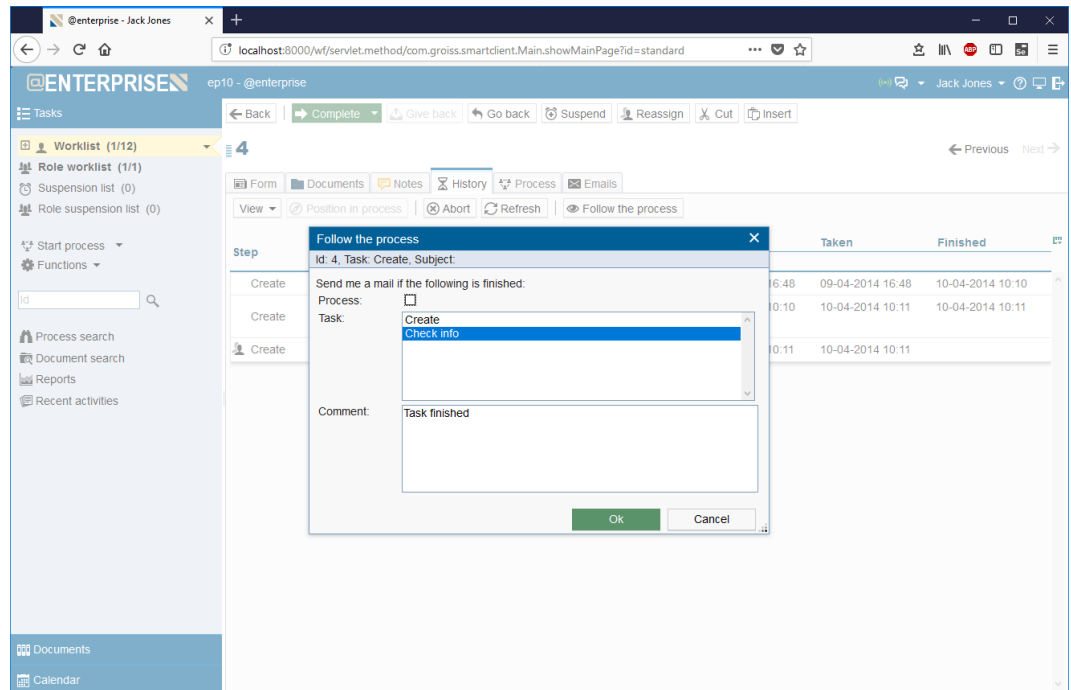 @enterprise - Jack Jones
localhost:8000/wf/servlet.method/com.groiss.smartclient.Main.showMainPage?id=standard
ABP
Se
@ENTERPRISE
ep10 - @enterprise
Jack Jones
Tasks
Back
Complete
Give back
Go back
Suspend
Reassign
Cut
Insert
Worklist (1/12)
Role worklist (1/1)
Suspension list (0)
Role suspension list (0)
Start process
Functions
Id
Process search
Document search
Reports
Recent activities
Documents
Calendar
4
Previous
Next
Form
Documents
Notes
History
Process
Emails
View
Position in process
Abort
Refresh
Follow the process
Step
Taken
Finished
Create
16:48
09-04-2014 16:48
10-04-2014 10:10
Create
10:10
10-04-2014 10:11
10-04-2014 10:11
Create
10:11
10-04-2014 10:11
Follow the process
Id: 4, Task: Create, Subject:
Send me a mail if the following is finished:
Process:
Task:
Create
Check info
Comment:
Task finished
Ok
Cancel